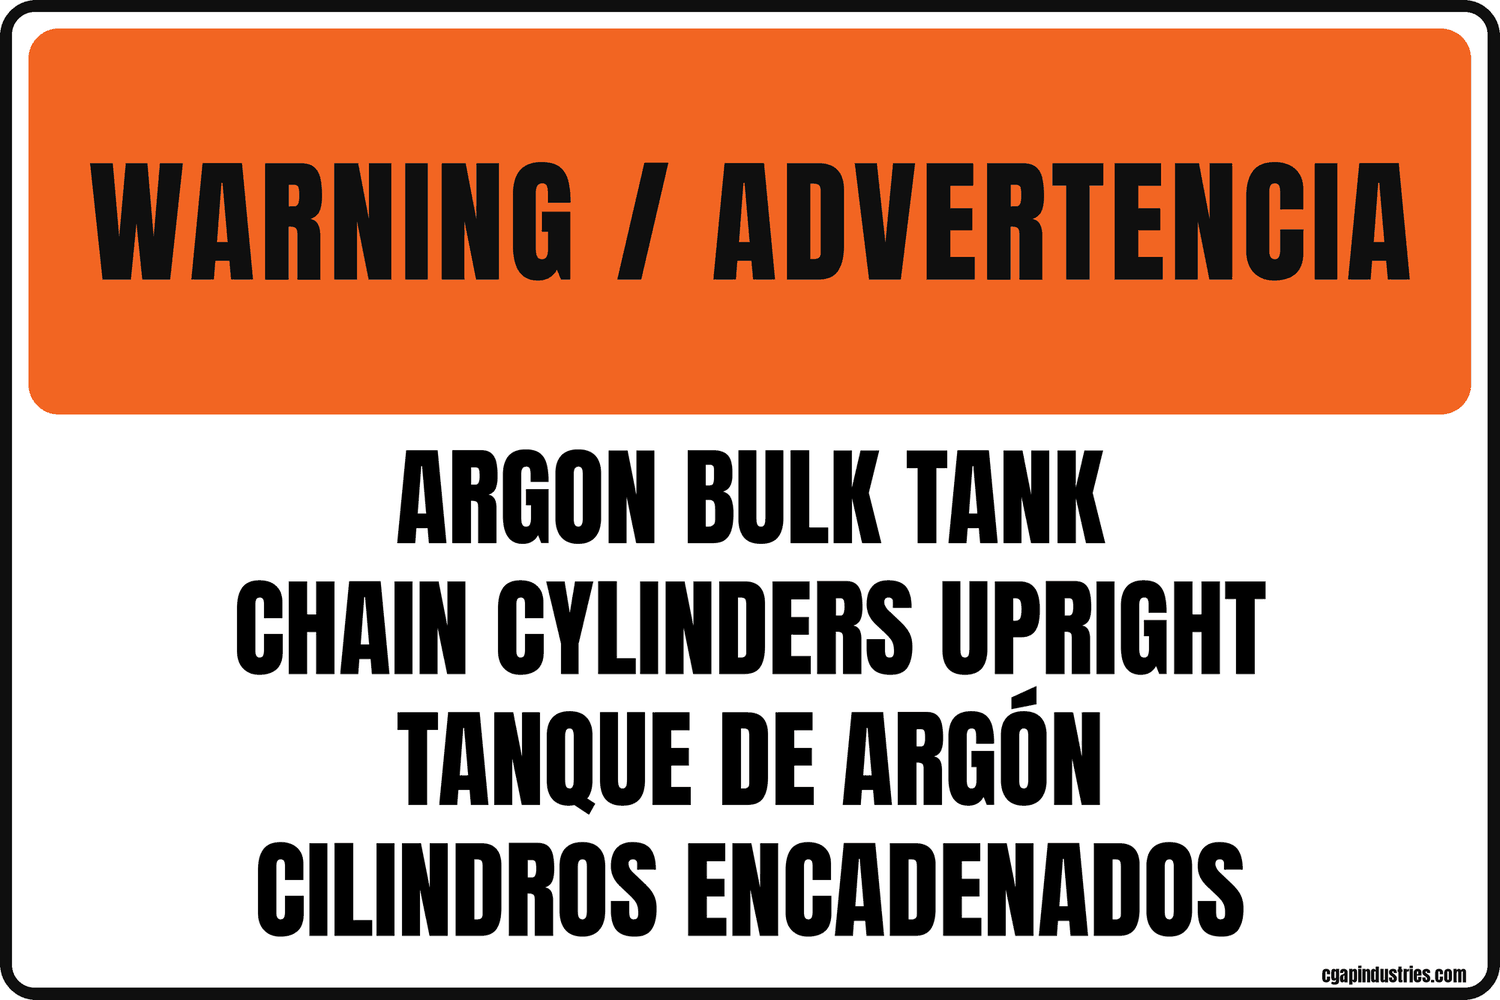 WARNING / ADVERTENCIA
ARGON BULK TANK
CHAIN CYLINDERS UPRIGHT
TANQUE DE ARGÓN
CILINDROS ENCADENADOS
cgapindustries.com